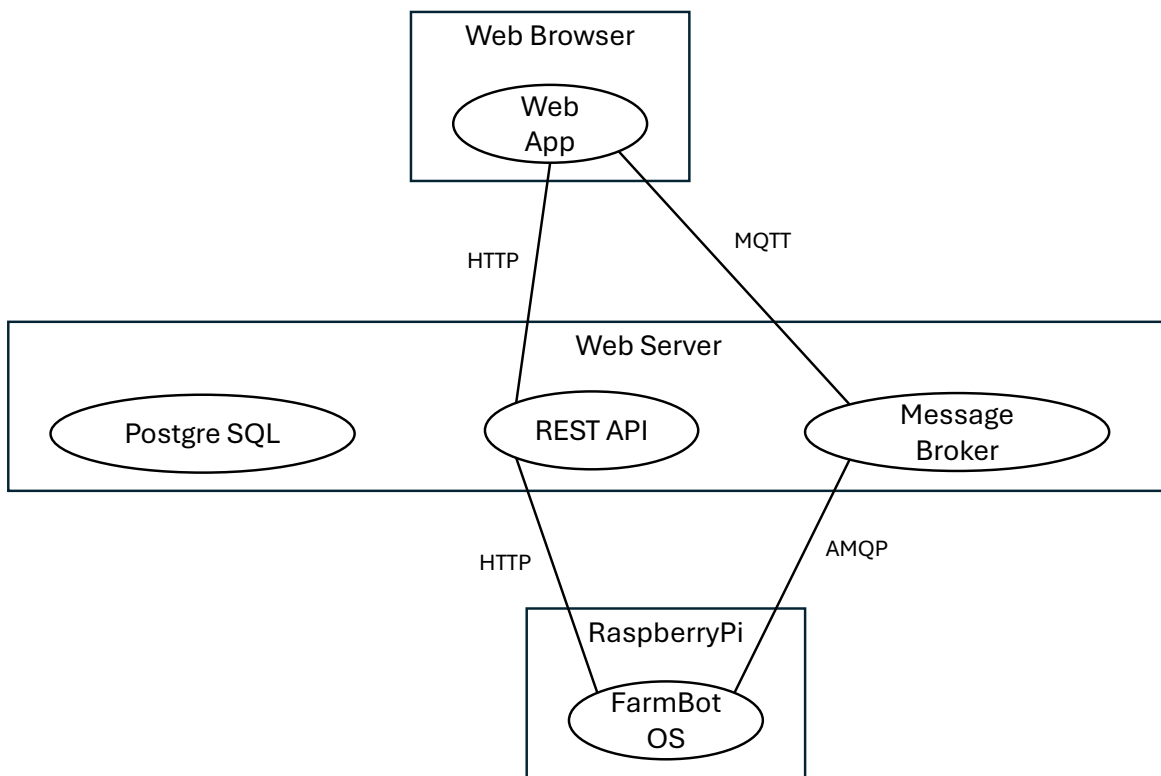 Web Browser
Web
App
HTTP
MQTT
Web Server
Postgre SQL
REST API
Message
Broker
HTTP
AMQP
RaspberryPi
FarmBot
OS